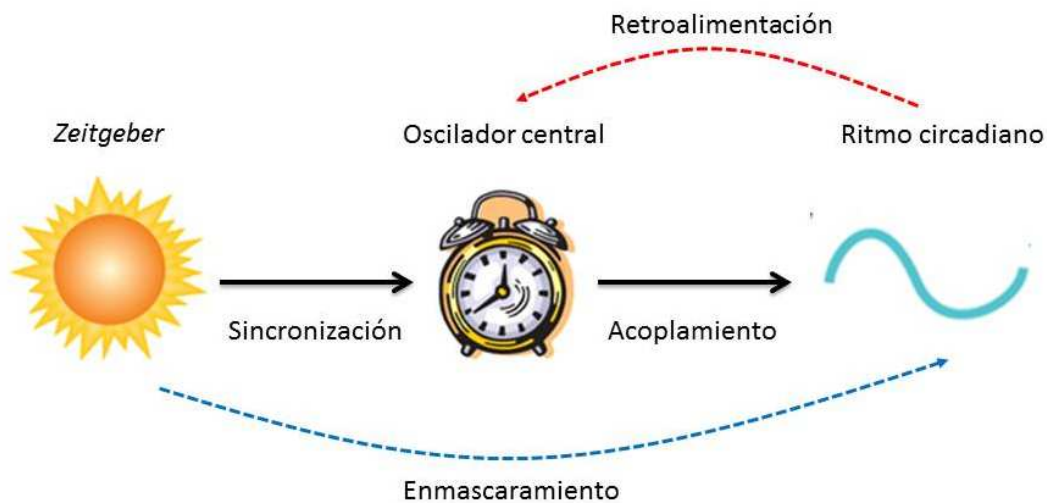 Retroalimentación
Zeitgeber
Oscilador central
Ritmo circadiano
Sincronización
Acoplamiento
Enmascaramiento